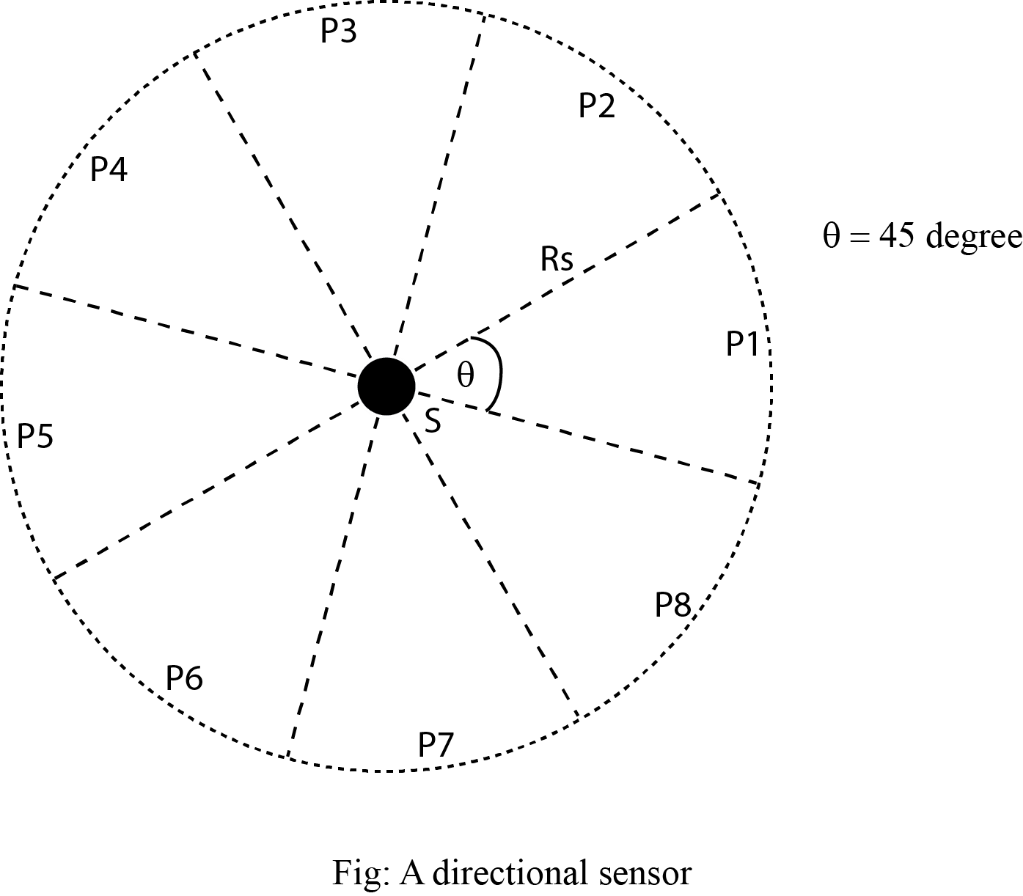 P3
P2
P4
θ = 45 degree
Rs
P1
θ
S
P5
P8
P6
P7
Fig: A directional sensor